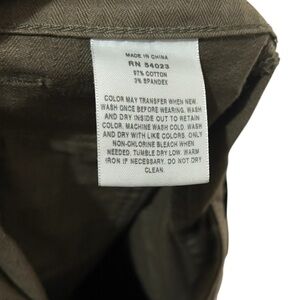 MADE IN CHINA
RN 54023
97% COTTON
3% SPANDEX
COLOR MAY TRANSFER WHEN NEW.
WASH ONCE BEFORE WEARING. WASH
AND DRY INSIDE OUT TO RETAIN
COLOR. MACHINE WASH COLD. WASH
AND DRY WITH LIKE COLORS. ONLY
NON-CHLORINE BLEACH WHEN
NEEDED. TUMBLE DRY LOW. WARM
IRON IF NECESSARY. DO NOT DRY
CLEAN.